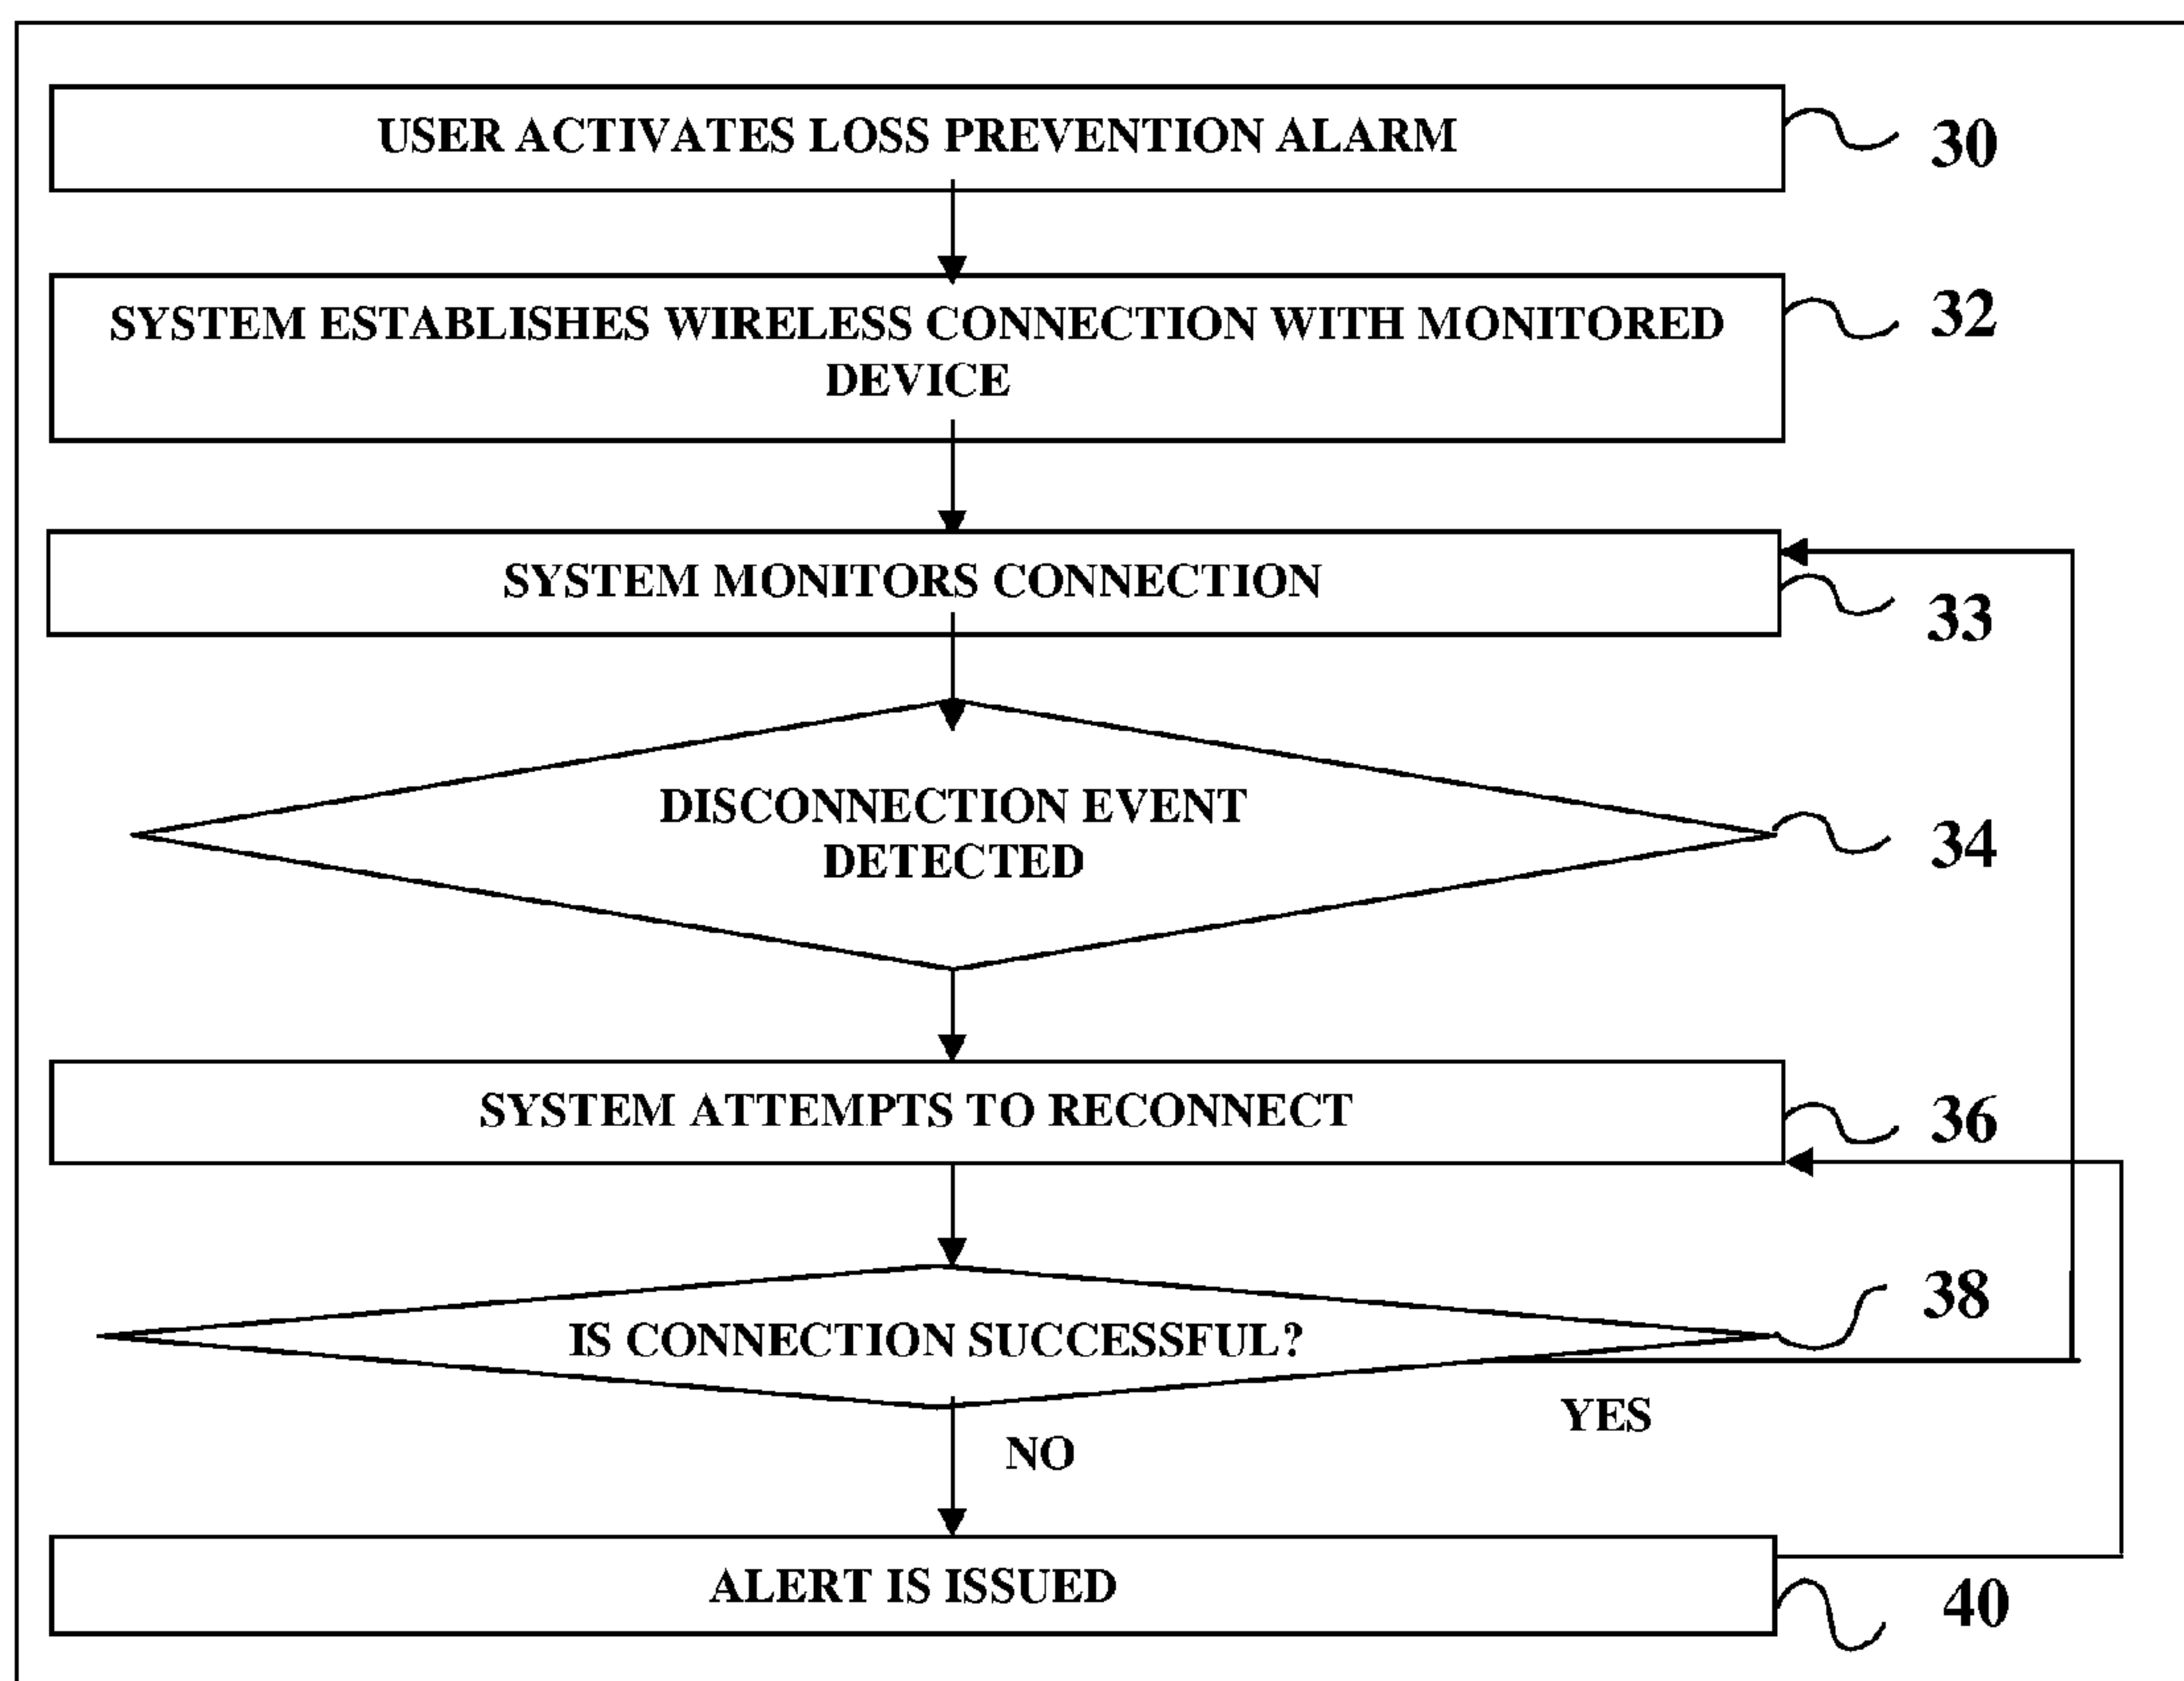 USER ACTIVATES LOSS PREVENTION ALARM
30
SYSTEM ESTABLISHES WIRELESS CONNECTION WITH MONITORED
DEVICE
32
SYSTEM MONITORS CONNECTION
33
DISCONNECTION EVENT
DETECTED
34
SYSTEM ATTEMPTS TO RECONNECT
36
IS CONNECTION SUCCESSFUL?
38
YES
NO
ALERT IS ISSUED
40